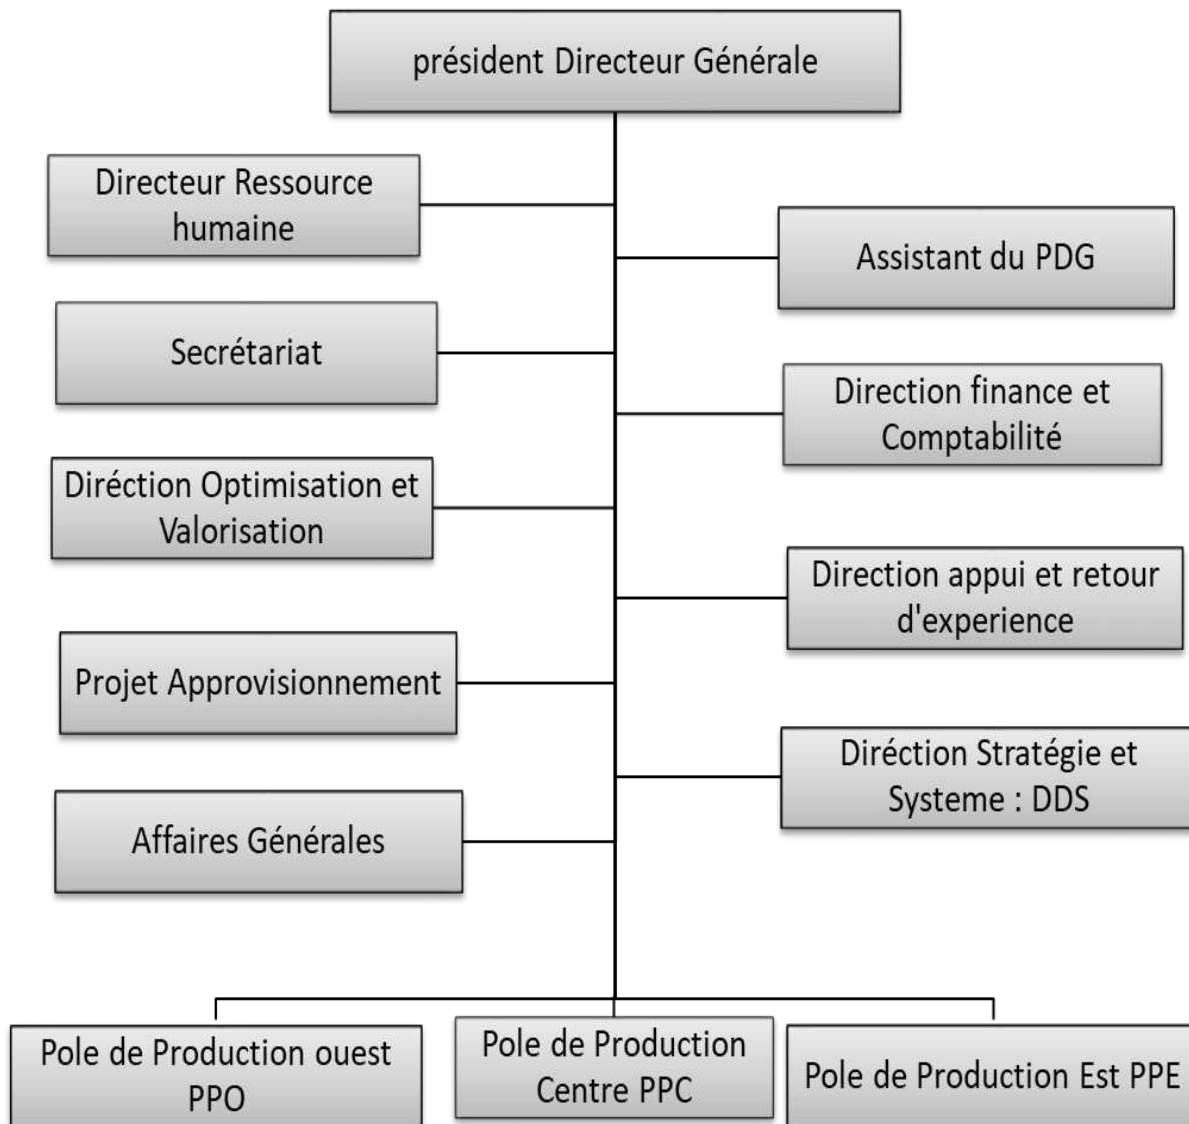 président Directeur Générale
Directeur Ressource
humaine
Assistant du PDG
Secrétariat
Direction finance et
Comptabilité
Diréction Optimisation et
Valorisation
Direction appui et retour
d'experience
Projet Approvisionnement
Diréction Stratégie et
Systeme : DDS
Affaires Générales
Pole de Production ouest
PPO
Pole de Production
Centre PPC
Pole de Production Est PPE